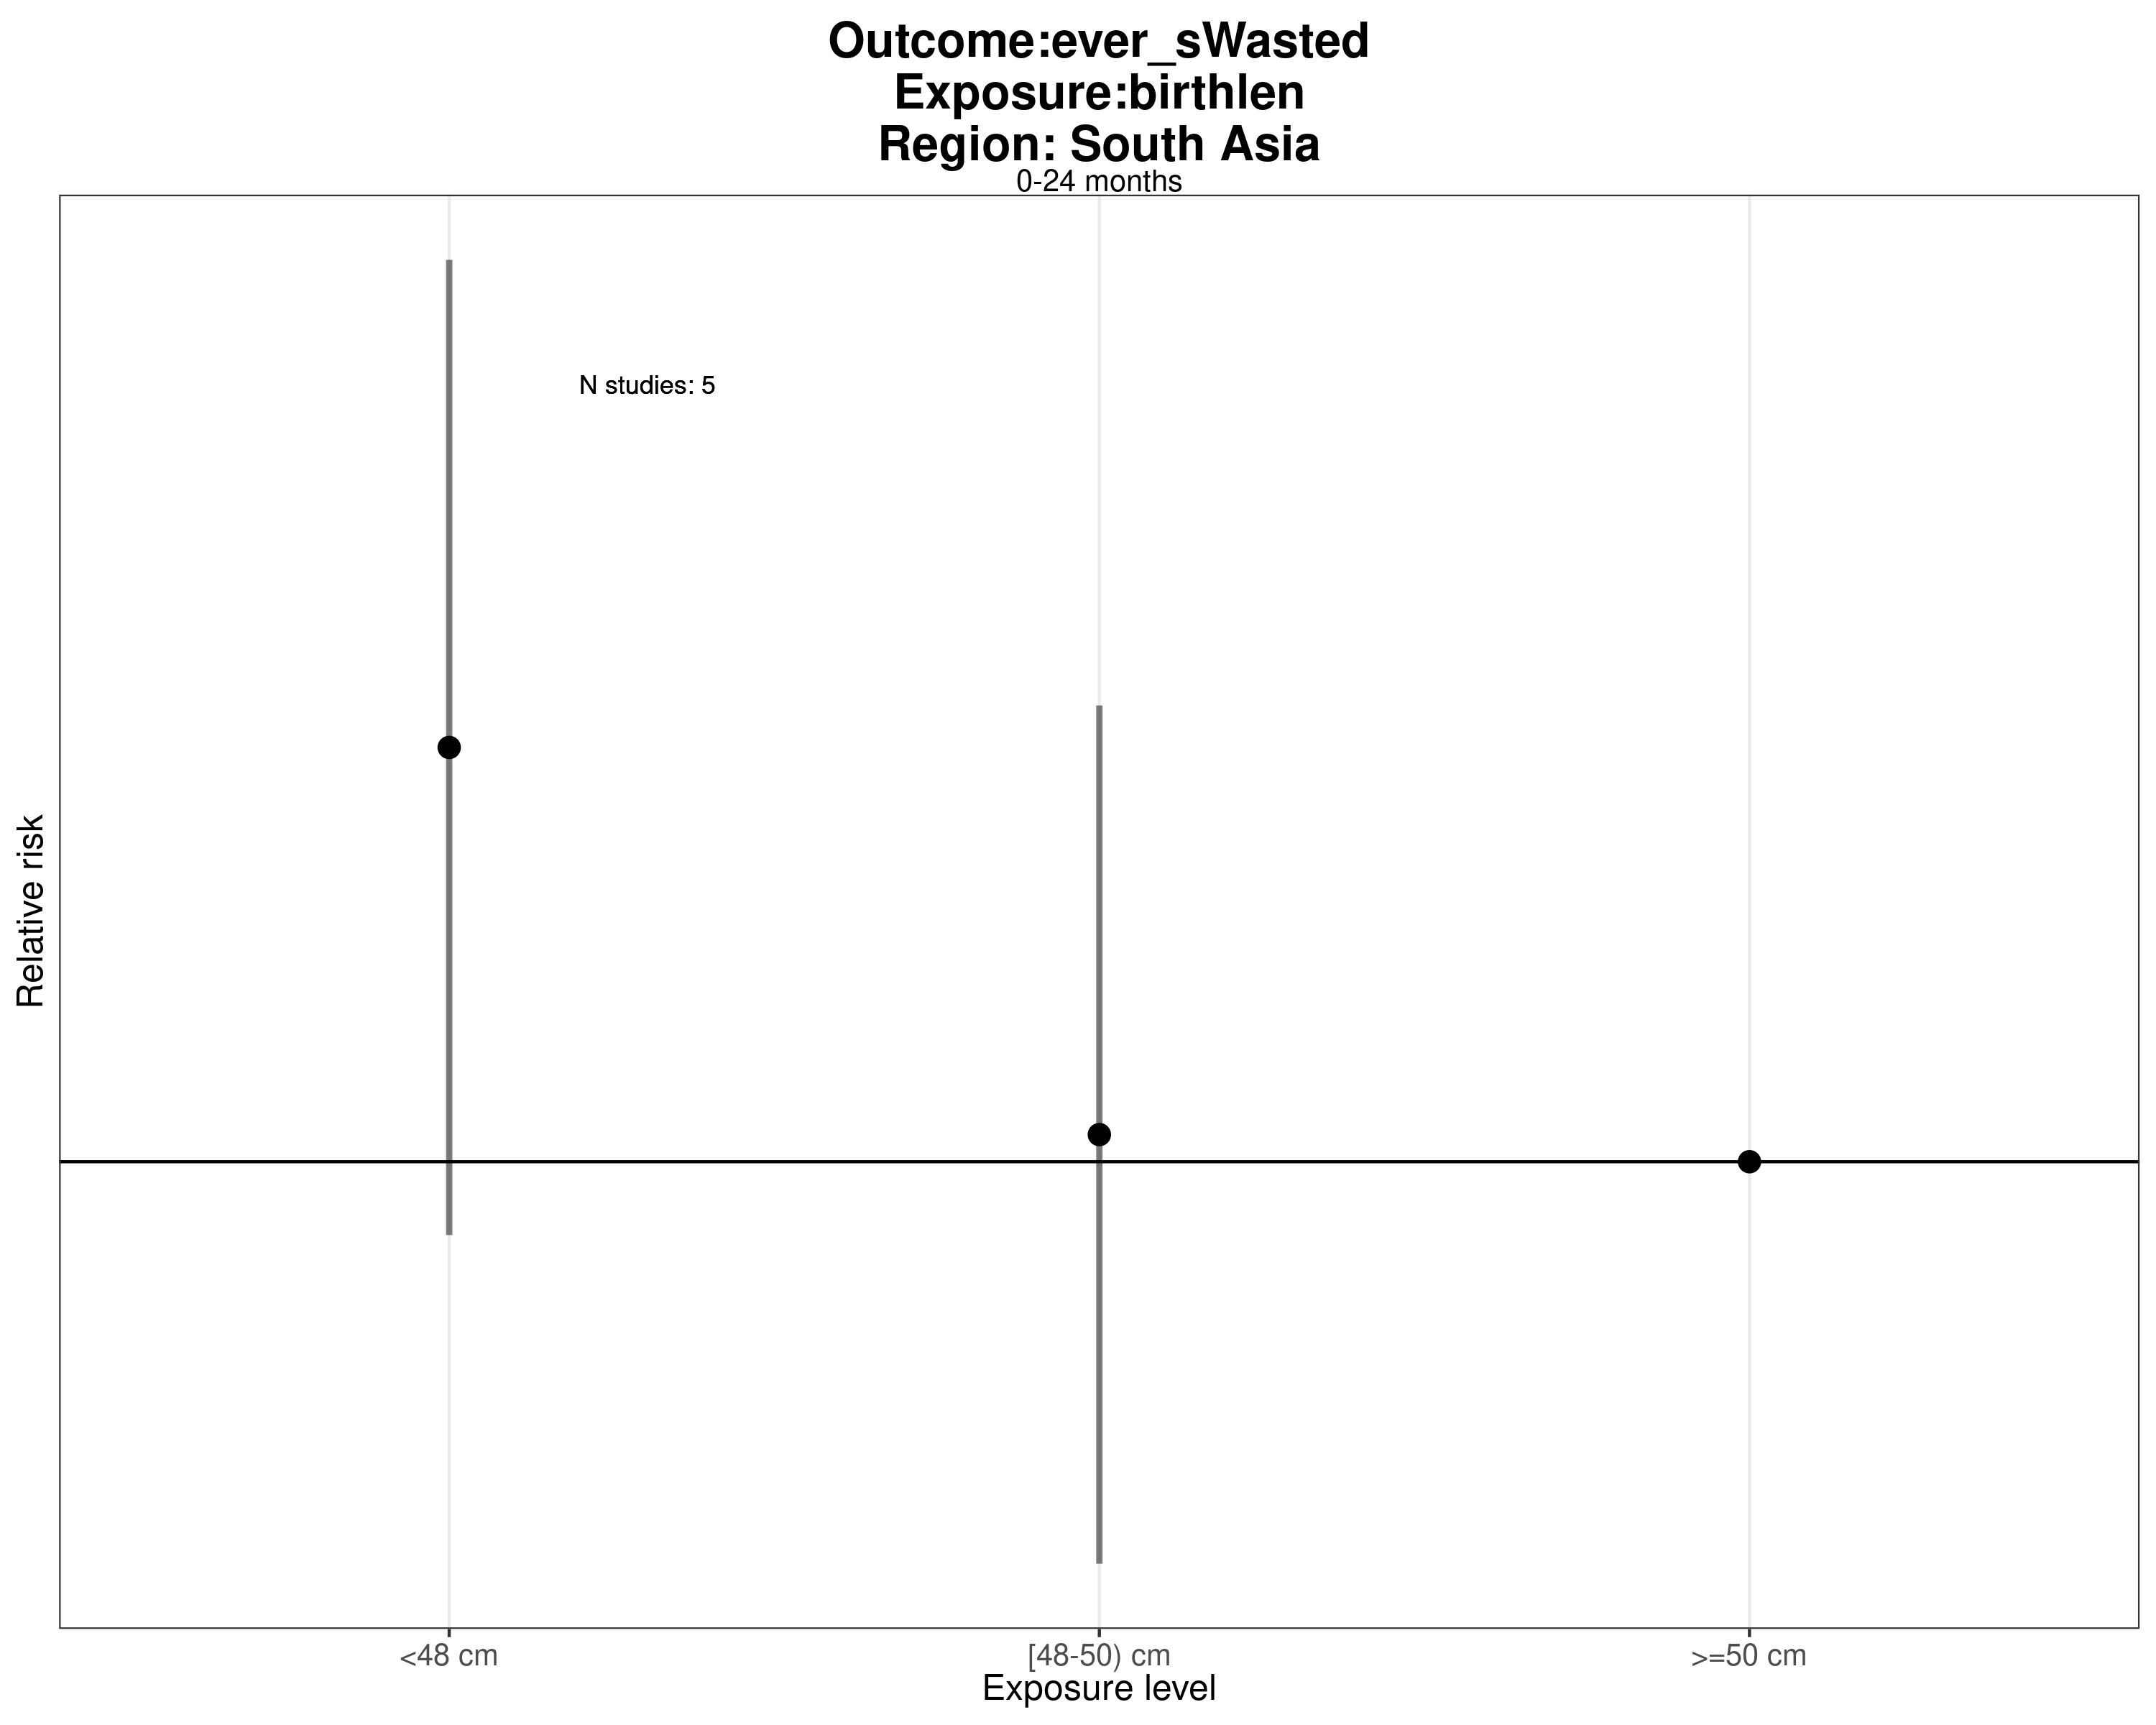 Outcome:ever_sWasted
Exposure:birthlen
Region: South Asia
0-24 months
N studies: 5
Relative risk
<48 cm
[48-50) cm
>=50 cm
Exposure level